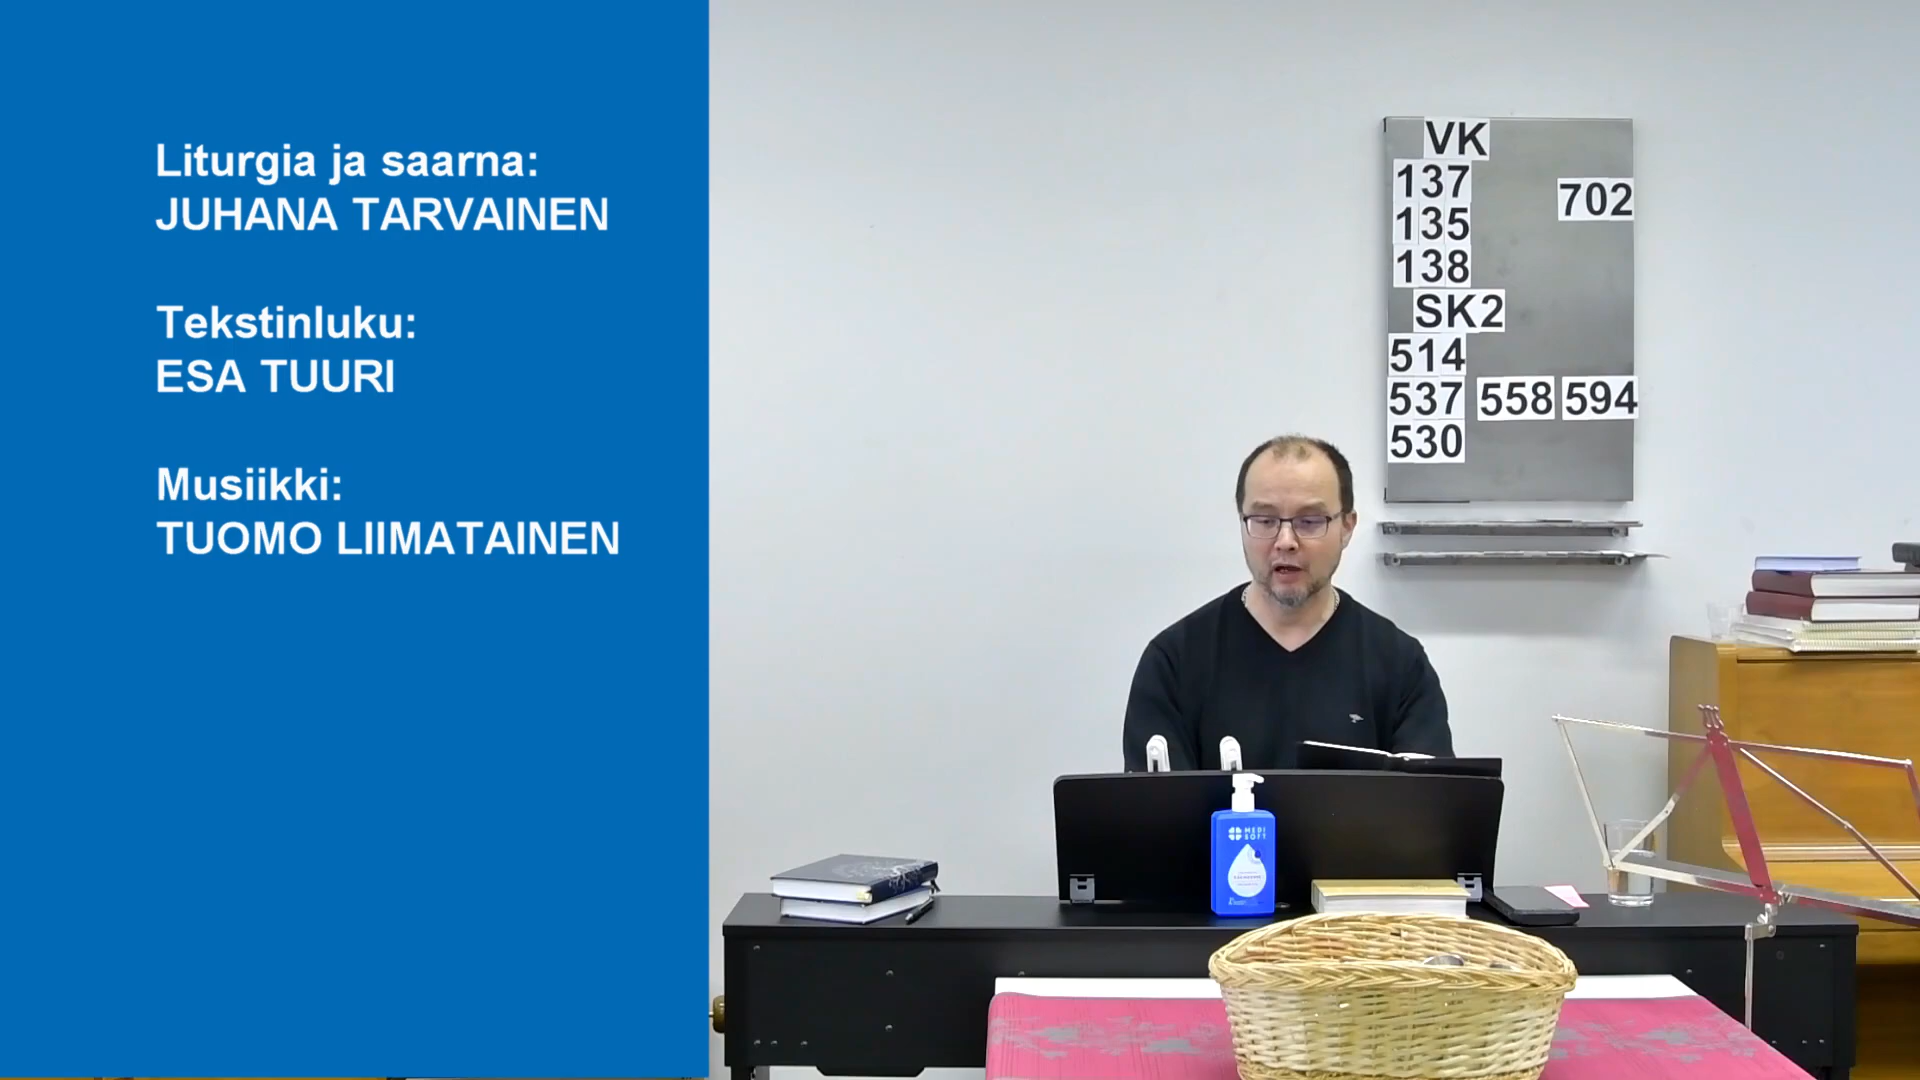 Liturgia ja saarna:
JUHANA TARVAINEN
Tekstinluku:
ESA TUURI
Musiikki:
TUOMO LIIMATAINEN
VK
137
702
135
138
SK2
514
537 558 594
530
MEDI
SOFT